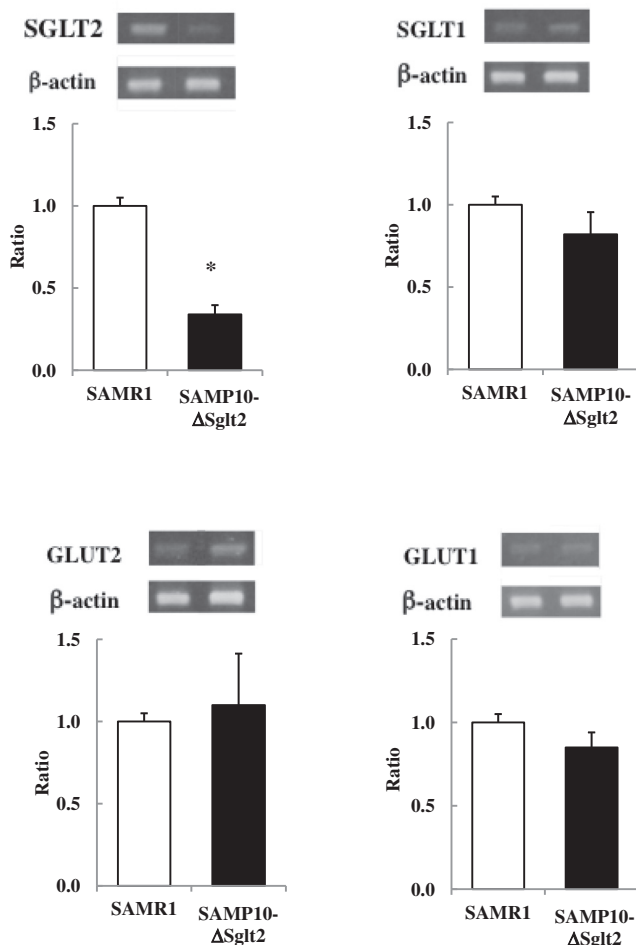 SGLT2
β-actin
1.5
1.0
0.5
0.0
Ratio
*
SAMR1
SAMP10-
ΔSglt2
SGLT1
β-actin
1.5
1.0
0.5
0.0
Ratio
SAMR1
SAMP10-
ΔSglt2
GLUT2
β-actin
1.5
1.0
0.5
0.0
Ratio
SAMR1
SAMP10-
ΔSglt2
GLUT1
β-actin
1.5
1.0
0.5
0.0
Ratio
SAMR1
SAMP10-
ΔSglt2